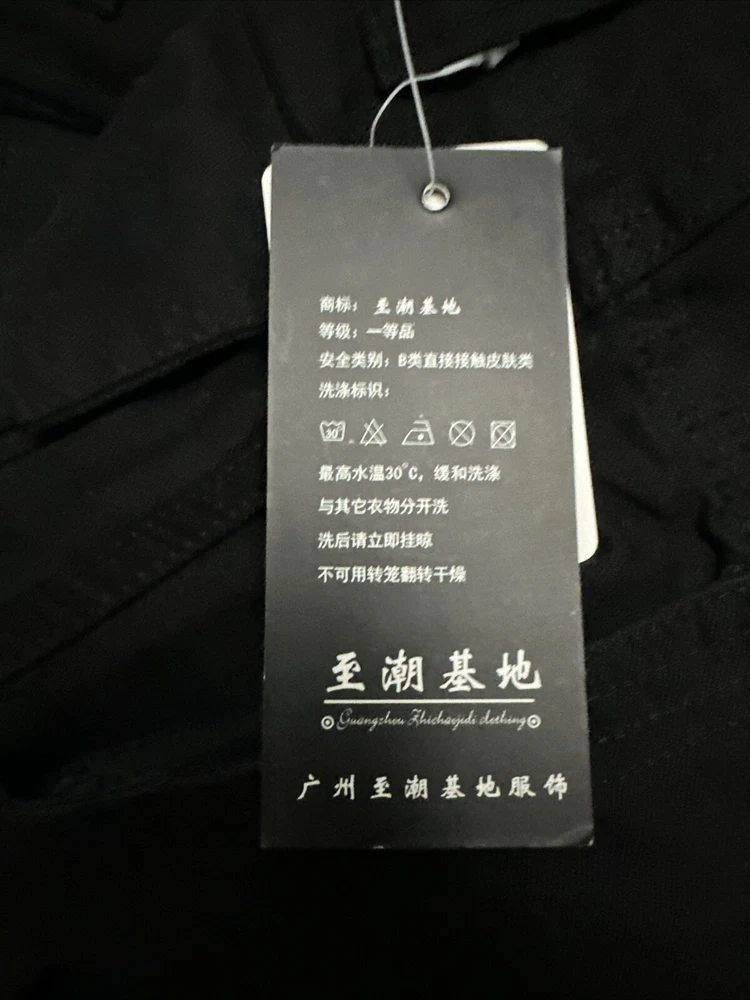 商标：至潮基地
等级：一等品
安全类别：B类直接接触皮肤类
洗涤标识：
30
最高水温30°C，缓和洗涤
与其它衣物分开洗
洗后请立即挂晾
不可用转笼翻转干燥
至潮基地
Guangzhou Zhichaojidi clothing
广州至潮基地服饰